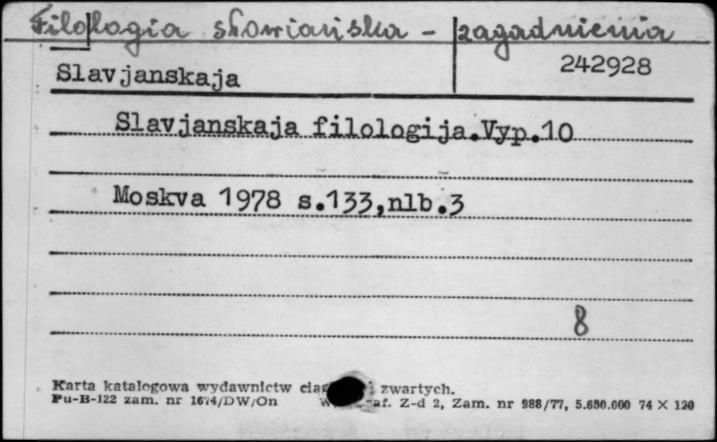 Filologia słowiańska - zagadnienia
242928
Slavjanskaja
Slavjanskaja filologija.Vyp.10
Moskva 1978 s.133,nlb.3
8
Karta katalogowa wydawnictw zwartych.
Pu-B-122 zam. nr 1674/DW/On Z-d 2, Zam. nr 988/77, 5.650.000 74 X 120